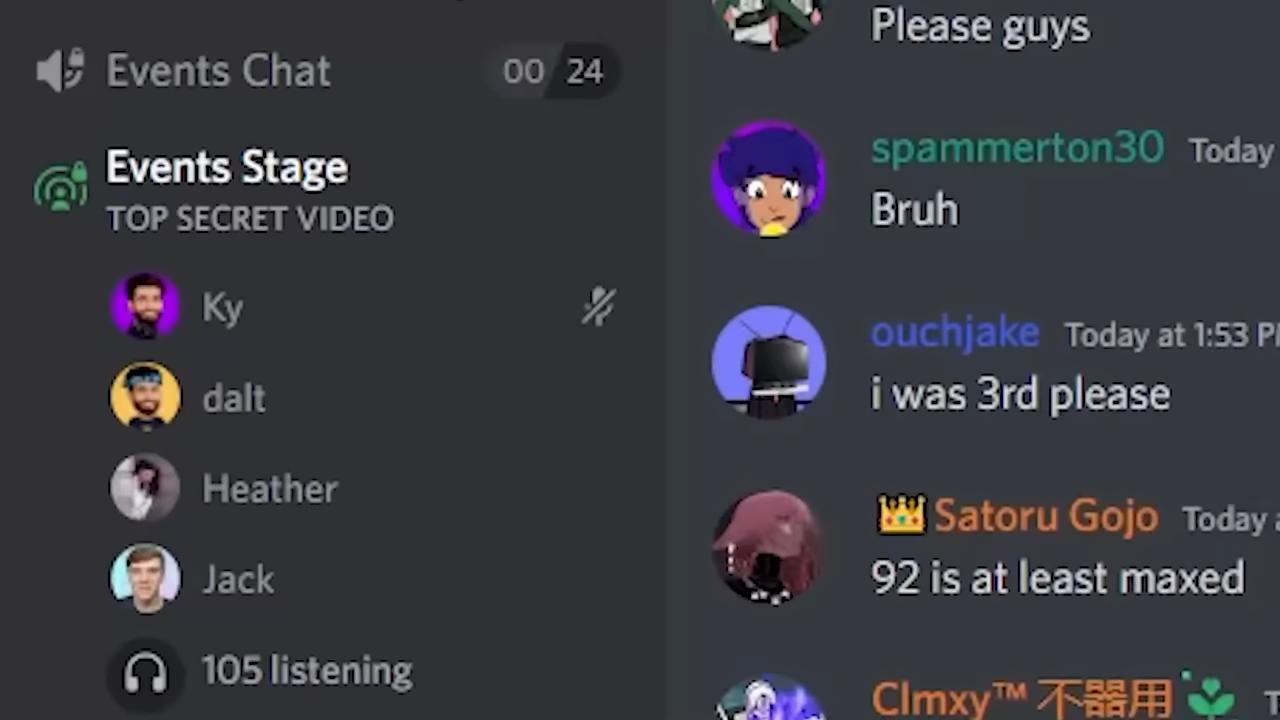 Events Chat 00 24
Events Stage
TOP SECRET VIDEO
Ky
dalt
Heather
Jack
105 listening
Please guys
spammerton30 Today
Bruh
ouchjake Today at 1:53 PM
i was 3rd please
Satoru Gojo Today
92 is at least maxed
Clmxy™ 不器用